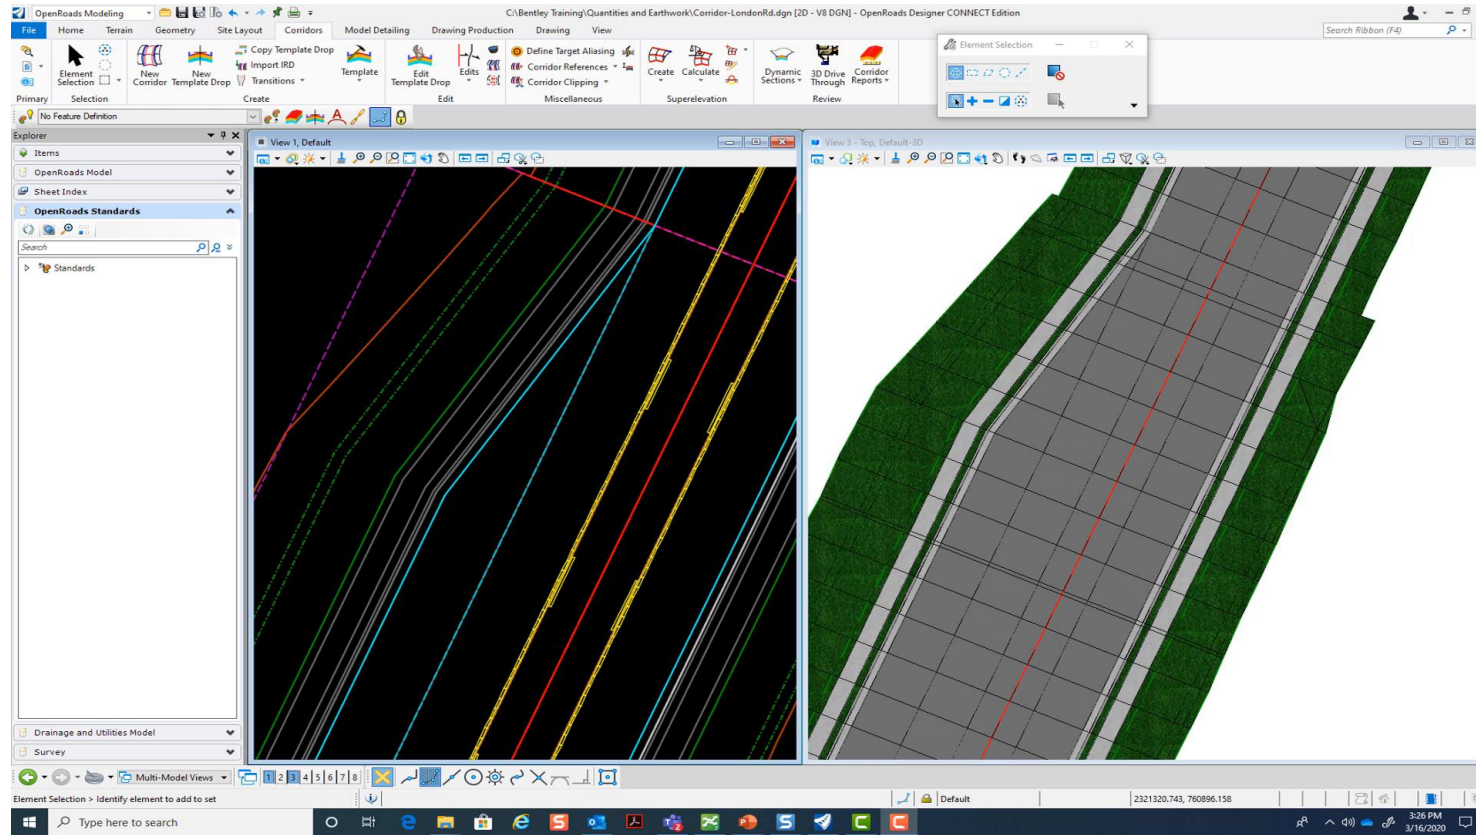 OpenRoads Modeling
C:\Bentley Training\Quantities and Earthwork\Corridor-LondonRd.dgn [2D - V8 DGN] - OpenRoads Designer CONNECT Edition
File Home Terrain Geometry Site Layout Corridors Model Detailing Drawing Production Drawing View
Search Ribbon (F4)
Element Selection
Element
Selection
New
Corridor
New
Template Drop
Copy Template Drop
Import IRD
Transitions
Template
Edit
Template Drop
Edits
Define Target Aliasing
Corridor References
Corridor Clipping
Create
Calculate
Dynamic
Sections
3D Drive
Through
Corridor
Reports
Primary Selection Create Edit Miscellaneous Superelevation Review
No Feature Definition
Explorer
Items
OpenRoads Model
Sheet Index
OpenRoads Standards
Search
Standards
Drainage and Utilities Model
Survey
View 1, Default
View 3 - Top, Default-3D
Multi-Model Views
1 2 3 4 5 6 7 8
Element Selection > Identify element to add to set
Default
2321320.743, 760896.158
Type here to search
3:26 PM
3/16/2020